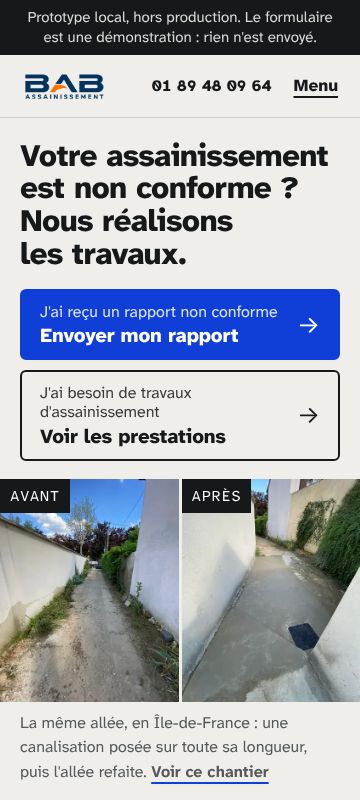 Prototype local, hors production. Le formulaire
est une démonstration : rien n'est envoyé.
BAB
ASSAINISSEMENT
01 89 48 09 64
Menu
Votre assainissement
est non conforme ?
Nous réalisons
les travaux.
J'ai reçu un rapport non conforme
Envoyer mon rapport
J'ai besoin de travaux
d'assainissement
Voir les prestations
AVANT
APRÈS
La même allée, en Île-de-France : une
canalisation posée sur toute sa longueur,
puis l'allée refaite. Voir ce chantier